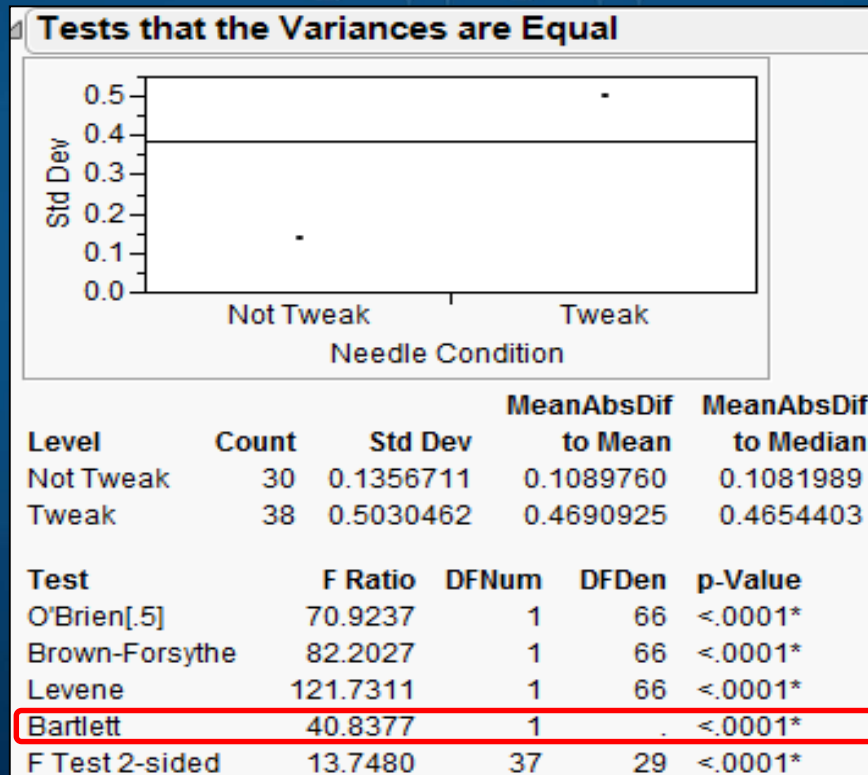 Tests that the Variances are Equal
0.5
0.4
0.3
0.2
0.1
0.0
Std Dev
Not Tweak Tweak
Needle Condition
MeanAbsDif MeanAbsDif
Level Count Std Dev to Mean to Median
Not Tweak 30 0.1356711 0.1089760 0.1081989
Tweak 38 0.5030462 0.4690925 0.4654403
Test F Ratio DFNum DFDen p-Value
O'Brien[.5] 70.9237 1 66 <.0001*
Brown-Forsythe 82.2027 1 66 <.0001*
Levene 121.7311 1 66 <.0001*
Bartlett 40.8377 1 . <.0001*
F Test 2-sided 13.7480 37 29 <.0001*